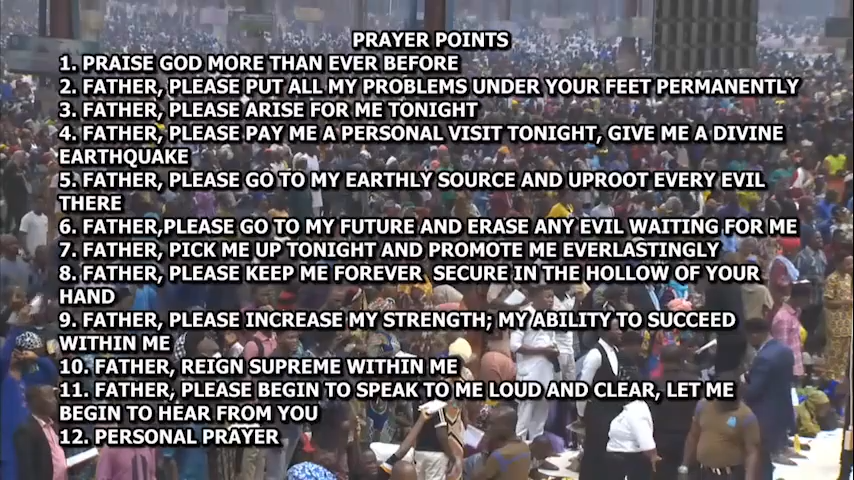 PRAYER POINTS
1. PRAISE GOD MORE THAN EVER BEFORE
2. FATHER, PLEASE PUT ALL MY PROBLEMS UNDER YOUR FEET PERMANENTLY
3. FATHER, PLEASE ARISE FOR ME TONIGHT
4. FATHER, PLEASE PAY ME A PERSONAL VISIT TONIGHT, GIVE ME A DIVINE
EARTHQUAKE
5. FATHER, PLEASE GO TO MY EARTHLY SOURCE AND UPROOT EVERY EVIL
THERE
6. FATHER,PLEASE GO TO MY FUTURE AND ERASE ANY EVIL WAITING FOR ME
7. FATHER, PICK ME UP TONIGHT AND PROMOTE ME EVERLASTINGLY
8. FATHER, PLEASE KEEP ME FOREVER  SECURE IN THE HOLLOW OF YOUR
HAND
9. FATHER, PLEASE INCREASE MY STRENGTH; MY ABILITY TO SUCCEED
WITHIN ME
10. FATHER, REIGN SUPREME WITHIN ME
11. FATHER, PLEASE BEGIN TO SPEAK TO ME LOUD AND CLEAR, LET ME
BEGIN TO HEAR FROM YOU
12. PERSONAL PRAYER